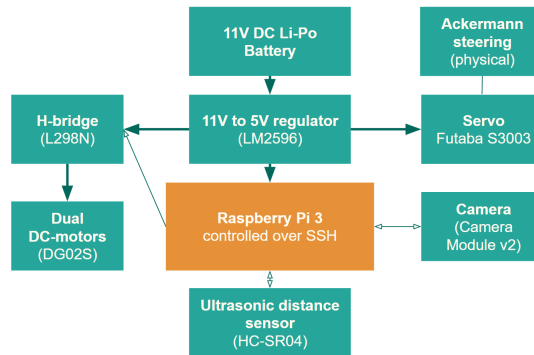 11V DC Li-Po
Battery
Ackermann
steering
(physical)
H-bridge
(L298N)
11V to 5V regulator
(LM2596)
Servo
Futaba S3003
Dual
DC-motors
(DG02S)
Raspberry Pi 3
controlled over SSH
Camera
(Camera
Module v2)
Ultrasonic distance
sensor
(HC-SR04)